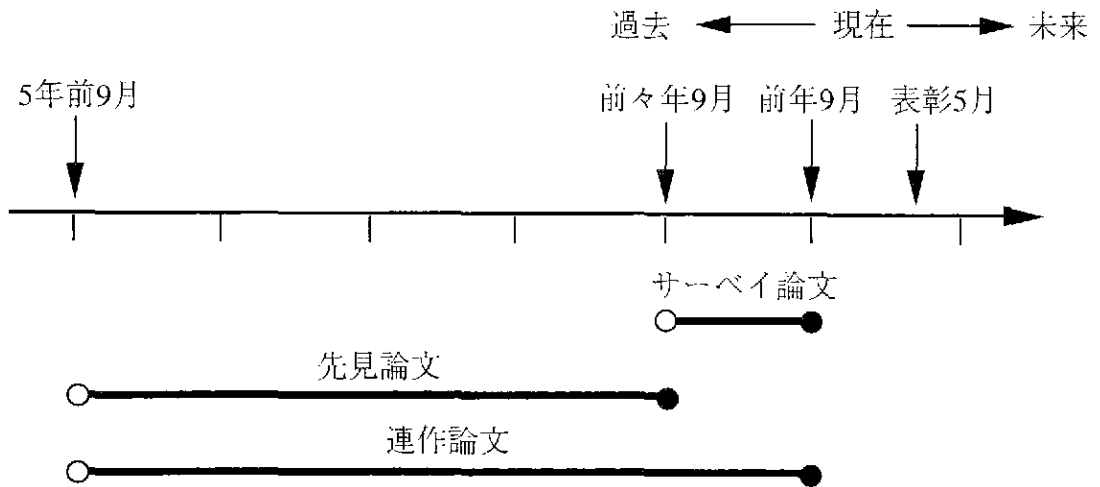 過去 現在 未来
5年前9月 前々年9月 前年9月 表彰5月
サーベイ論文
先見論文
連作論文